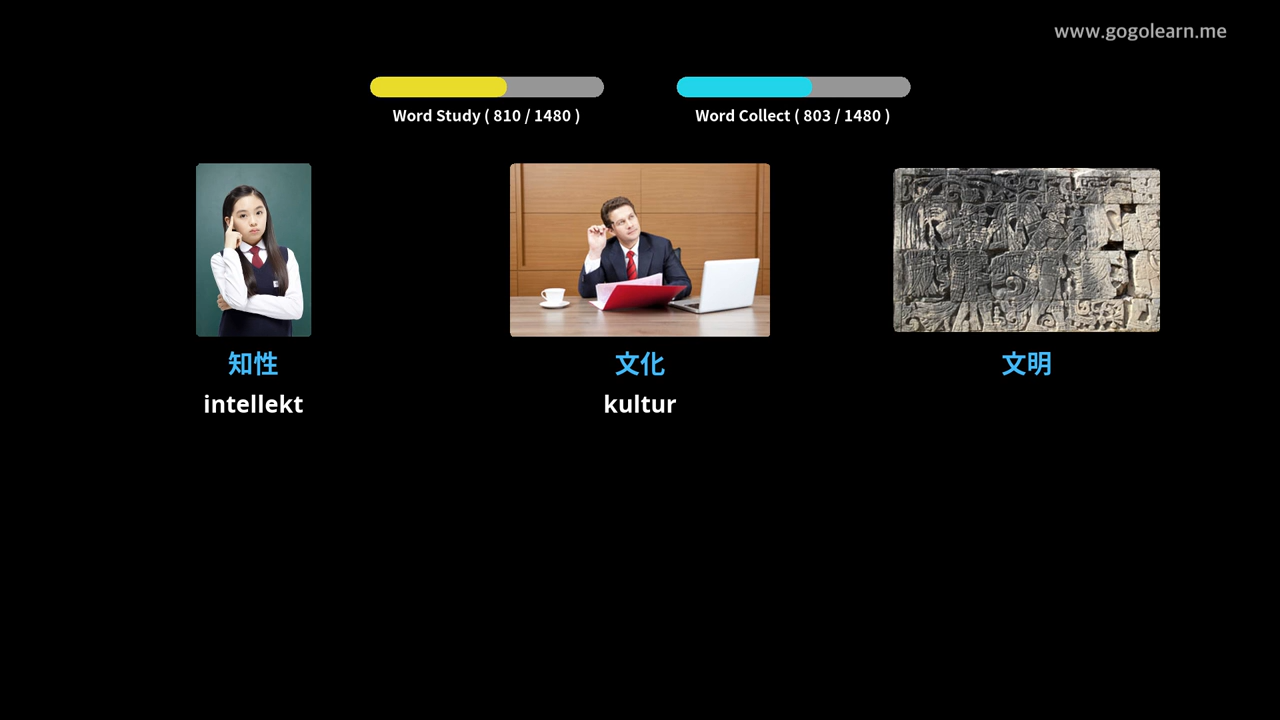 www.gogolearn.me
Word Study ( 810 / 1480 )
Word Collect ( 803 / 1480 )
知性
文化
文明
intellekt
kultur